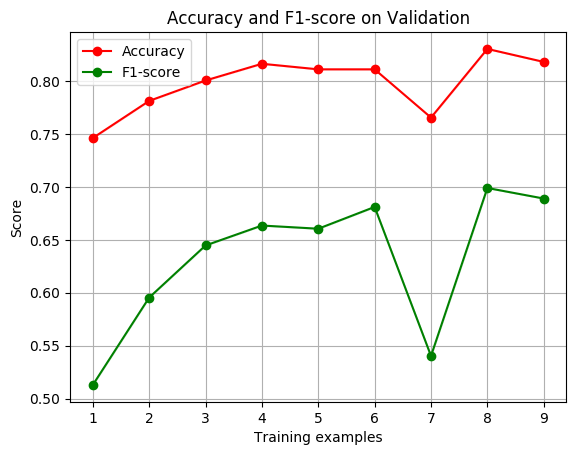 Accuracy and F1-score on Validation
Accuracy
F1-score
0.80
0.75
0.70
0.65
0.60
0.55
0.50
Score
1 2 3 4 5 6 7 8 9
Training examples